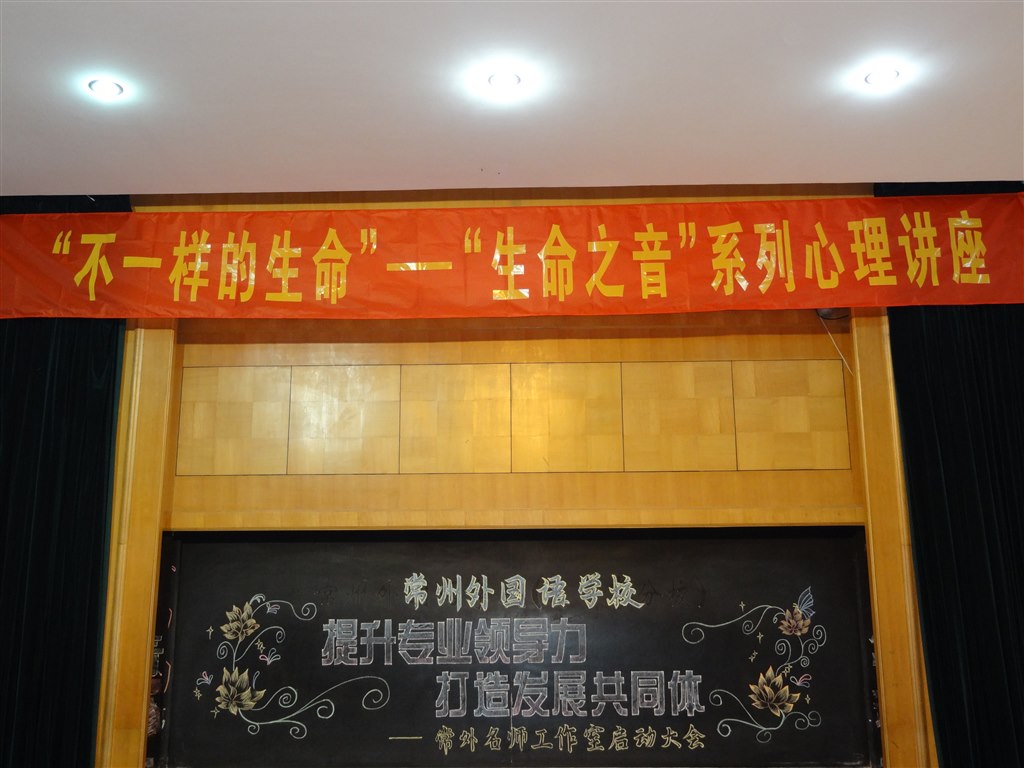 “不一样的生命”——“生命之音”系列心理讲座
常州外国语学校
提升专业领导力
打造发展共同体
——常外名师工作室启动大会